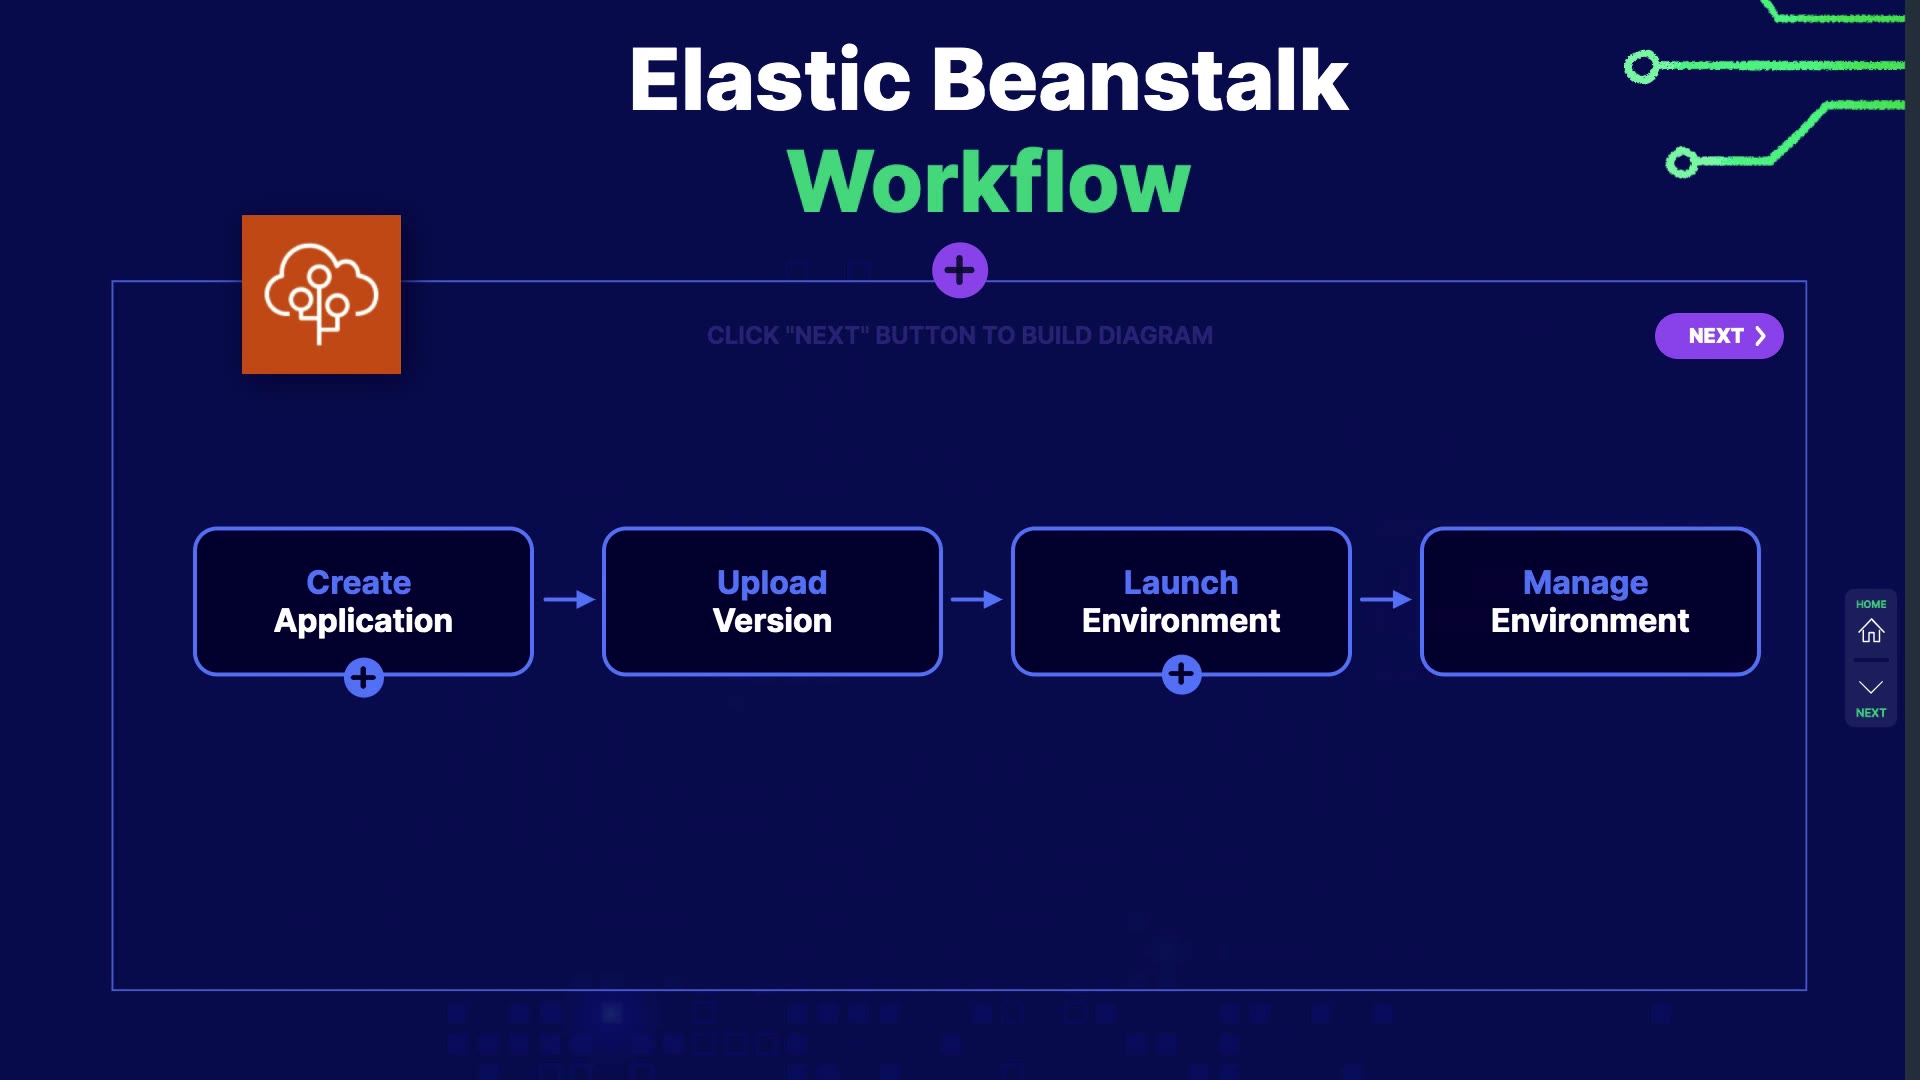 Elastic Beanstalk
Workflow
CLICK "NEXT" BUTTON TO BUILD DIAGRAM
NEXT
Create
Application
Upload
Version
Launch
Environment
Manage
Environment
HOME
NEXT